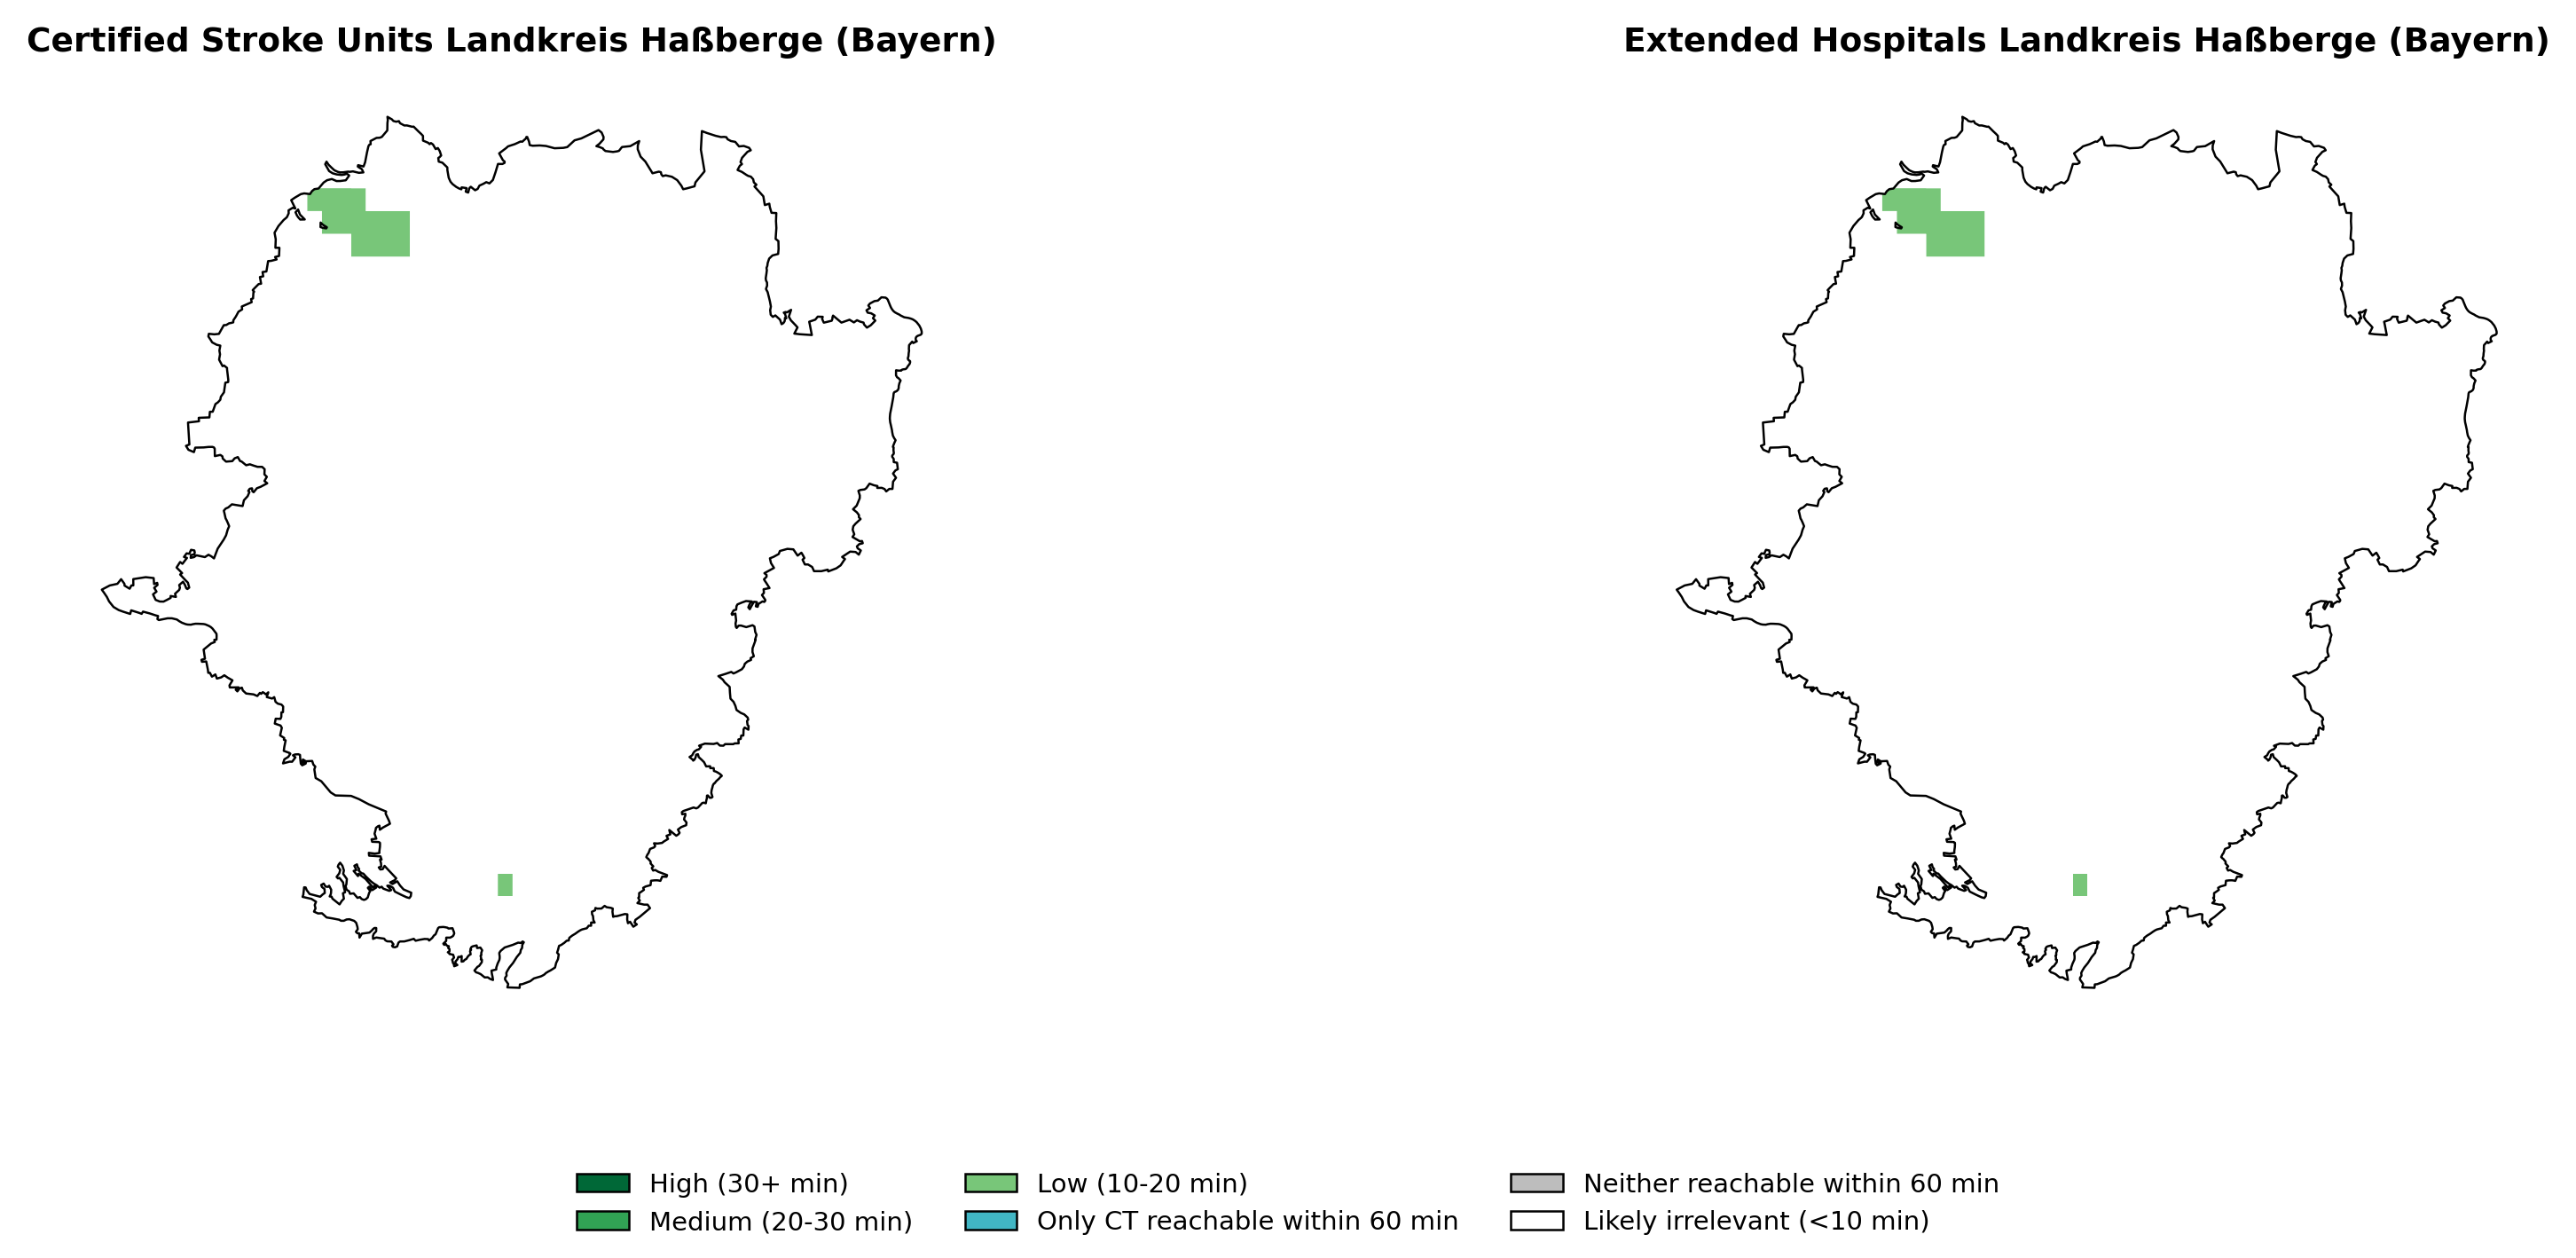 Certified Stroke Units Landkreis Haßberge (Bayern)
Extended Hospitals Landkreis Haßberge (Bayern)
High (30+ min)
Medium (20-30 min)
Low (10-20 min)
Only CT reachable within 60 min
Neither reachable within 60 min
Likely irrelevant (<10 min)